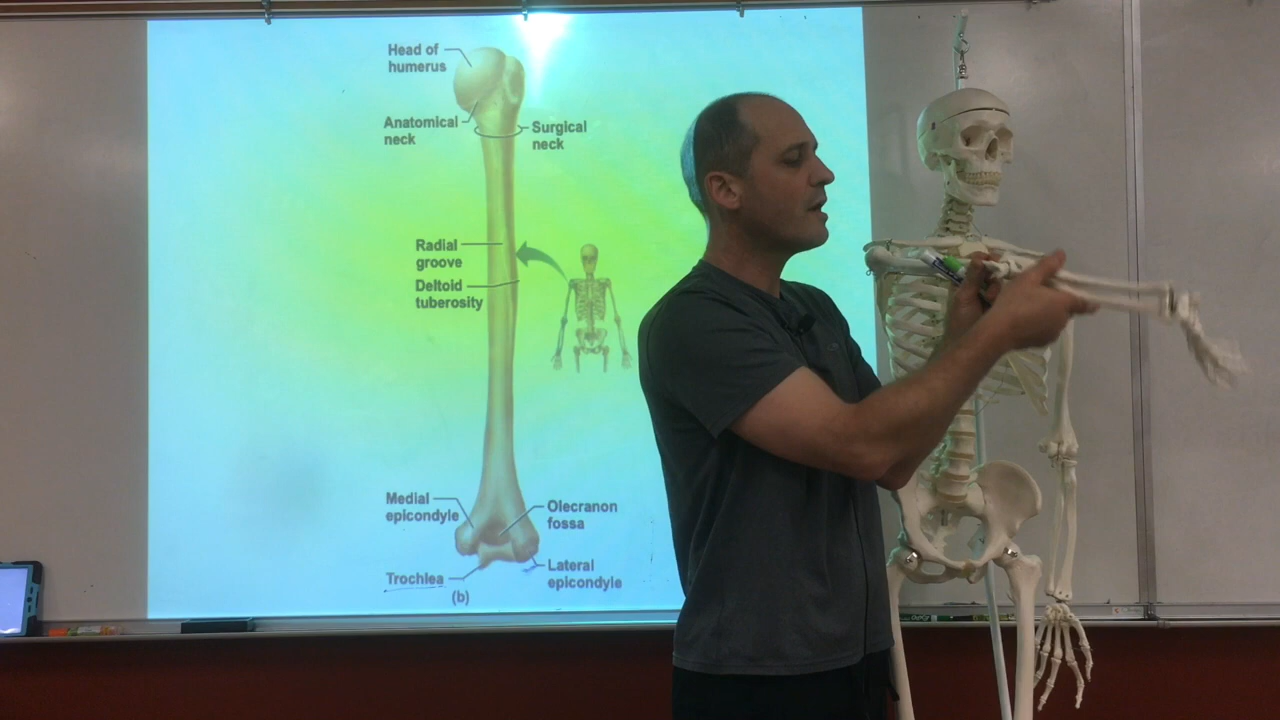 Head of
humerus
Anatomical
neck
Surgical
neck
Radial
groove
Deltoid
tuberosity
Medial
epicondyle
Olecranon
fossa
Trochlea
Lateral
epicondyle
(b)